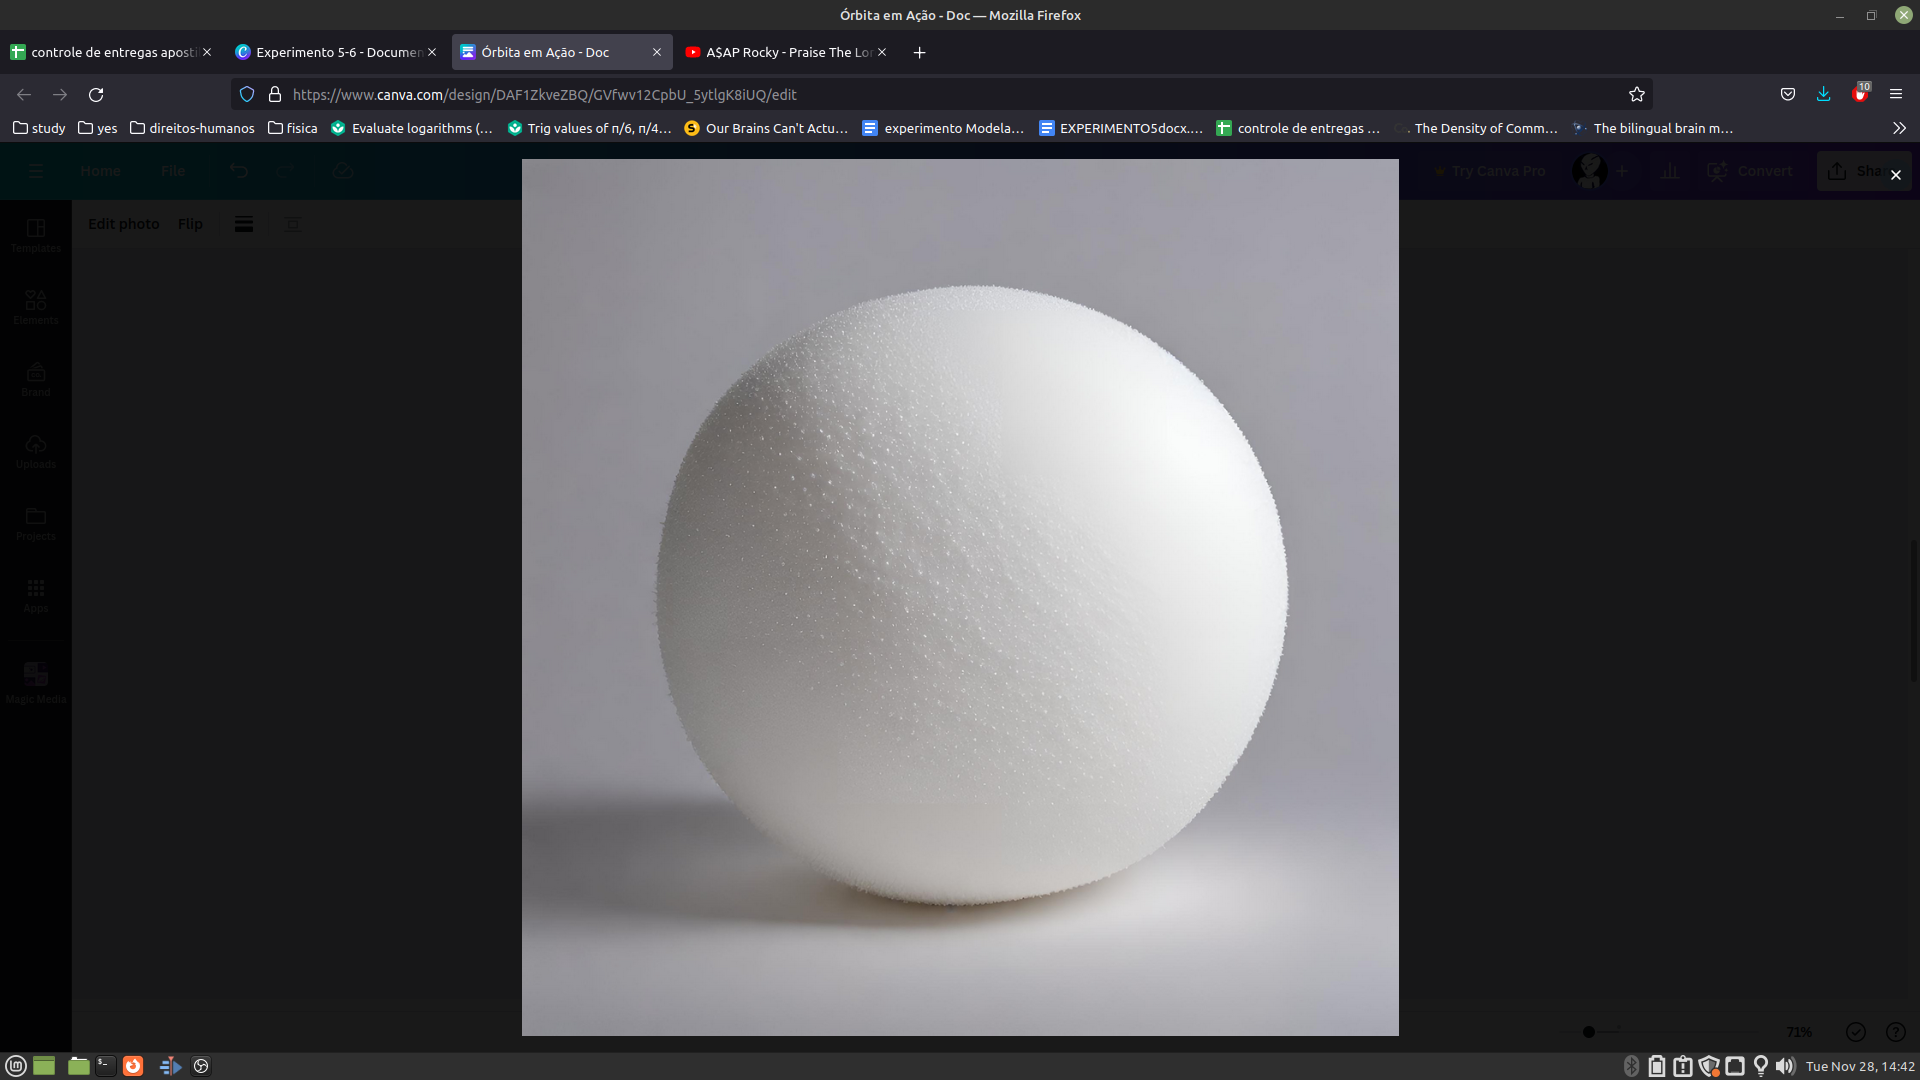 Órbita em Ação - Doc — Mozilla Firefox
controle de entregas aposti
Experimento 5-6 - Documen
Órbita em Ação - Doc
A$AP Rocky - Praise The Lor
https://www.canva.com/design/DAF1ZkveZBQ/GVfwv12CpbU_5ytlgK8iUQ/edit
10
study yes direitos-humanos fisica Evaluate logarithms (... Trig values of π/6, π/4... Our Brains Can't Actu... experimento Modela... EXPERIMENTO5docx.... controle de entregas ... The Density of Comm... The bilingual brain m...
Home File Try Canva Pro Convert Sha
Edit photo Flip
Templates
Elements
Brand
Uploads
Projects
Apps
Magic Media
71%
Tue Nov 28, 14:42